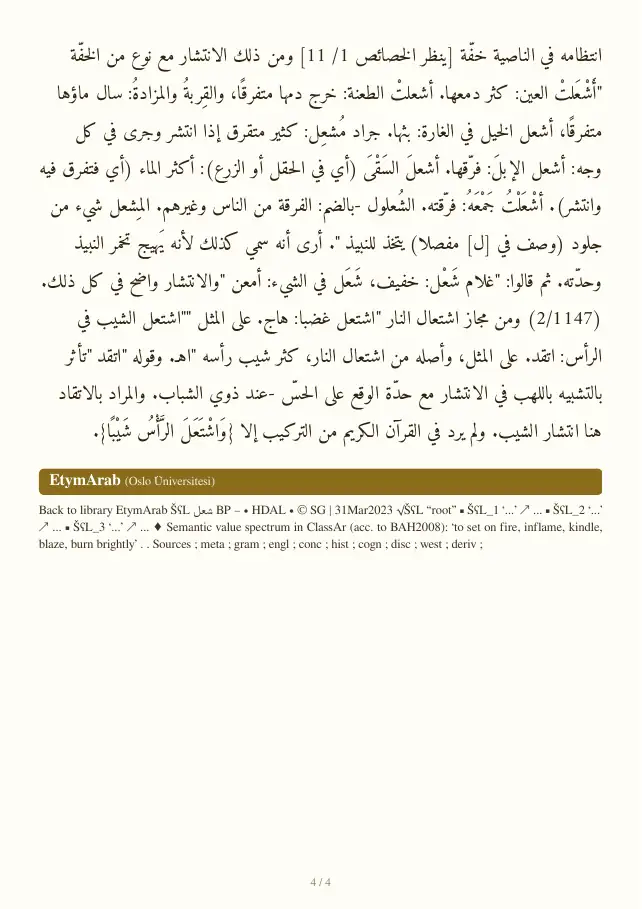 انتظامه في الناصية خفّة [ينظر الخصائص 1/ 11] ومن ذلك الانتشار مع نوع من الخفّة
"أَشْعَلتْ العين: كثر دمعها. أشعلتْ الطعنة: خرج دمها متفرقًا، والقِربةُ والمزادةُ: سال ماؤها
متفرقًا، أشعل الخيل في الغارة: بثها. جراد مُشعِل: كثير متفرق إذا انتشر وجرى في كل
وجه: أشعل الإبلَ: فرّقها. أشعلَ السَقْىَ (أي في الحقل أو الزرع): أكثر الماء (أي فتفرق فيه
وانتشر). أشْعَلْتُ جَمْعَهُ: فرّقته. الشُعلول -بالضم: الفرقة من الناس وغيرهم. المِشعل شيء من
جلود (وصف في [ل] مفصلا) يتخذ للنبيذ ". أرى أنه سمي كذلك لأنه يَهيج تخمر النبيذ
وحدّته. ثم قالوا: "غلام شَعْل: خفيف، شَعَل في الشيء: أمعن "والانتشار واضح في كل ذلك.
(2/1147) ومن مجاز اشتعال النار "اشتعل غضبا: هاج. على المثل ""اشتعل الشيب في
الرأس: اتقد. على المثل، وأصله من اشتعال النار، كثر شيب رأسه "اهـ. وقوله "اتقد "تأثر
بالتشبيه باللهب في الانتشار مع حدّة الوقع على الحسّ -عند ذوي الشباب. والمراد بالاتقاد
هنا انتشار الشيب. ولم يرد في القرآن الكريم من التركيب إلا {وَاشْتَعَلَ الرَّأْسُ شَيْبًا}.
EtymArab (Oslo Üniversitesi)
Back to library EtymArab ŠʕL شعل BP – • HDAL • © SG | 31Mar2023 √ŠʕL “root” ▪ ŠʕL_1 ‘...’ ↗ ... ▪ ŠʕL_2 ‘...’
↗ ... ▪ ŠʕL_3 ‘...’ ↗ ... ♦ Semantic value spectrum in ClassAr (acc. to BAH2008): ‘to set on fire, inflame, kindle,
blaze, burn brightly’ . . Sources ; meta ; gram ; engl ; conc ; hist ; cogn ; disc ; west ; deriv ;
4 / 4